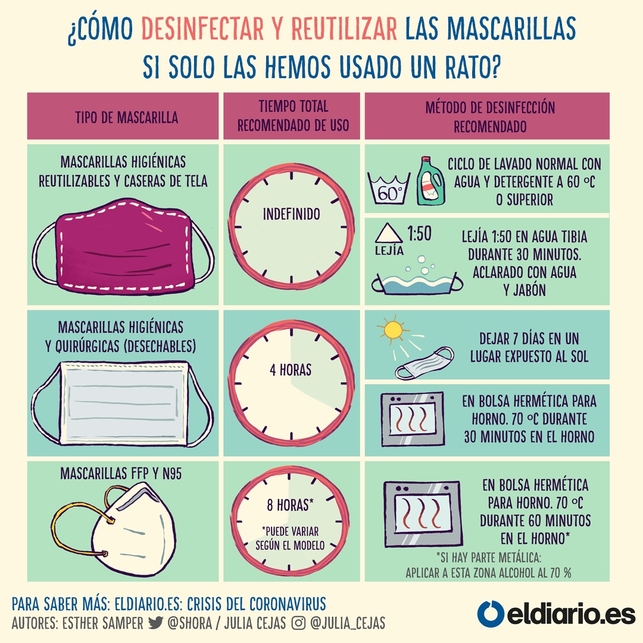 ¿CÓMO DESINFECTAR Y REUTILIZAR LAS MASCARILLAS
SI SOLO LAS HEMOS USADO UN RATO?
TIPO DE MASCARILLA
TIEMPO TOTAL
RECOMENDADO DE USO
MÉTODO DE DESINFECCIÓN
RECOMENDADO
MASCARILLAS HIGIÉNICAS
REUTILIZABLES Y CASERAS DE TELA
INDEFINIDO
60°
CICLO DE LAVADO NORMAL CON
AGUA Y DETERGENTE A 60 ºC
O SUPERIOR
1:50
LEJÍA
LEJÍA 1:50 EN AGUA TIBIA
DURANTE 30 MINUTOS.
ACLARADO CON AGUA
Y JABÓN
MASCARILLAS HIGIÉNICAS
Y QUIRÚRGICAS (DESECHABLES)
4 HORAS
DEJAR 7 DÍAS EN UN
LUGAR EXPUESTO AL SOL
EN BOLSA HERMÉTICA PARA
HORNO. 70 ºC DURANTE
30 MINUTOS EN EL HORNO
MASCARILLAS FFP Y N95
8 HORAS*
*PUEDE VARIAR
SEGÚN EL MODELO
EN BOLSA HERMÉTICA
PARA HORNO. 70 ºC
DURANTE 60 MINUTOS
EN EL HORNO*
*SI HAY PARTE METÁLICA:
APLICAR A ESTA ZONA ALCOHOL AL 70 %
PARA SABER MÁS: ELDIARIO.ES: CRISIS DEL CORONAVIRUS
AUTORES: ESTHER SAMPER @SHORA / JULIA CEJAS @JULIA_CEJAS
eldiario.es